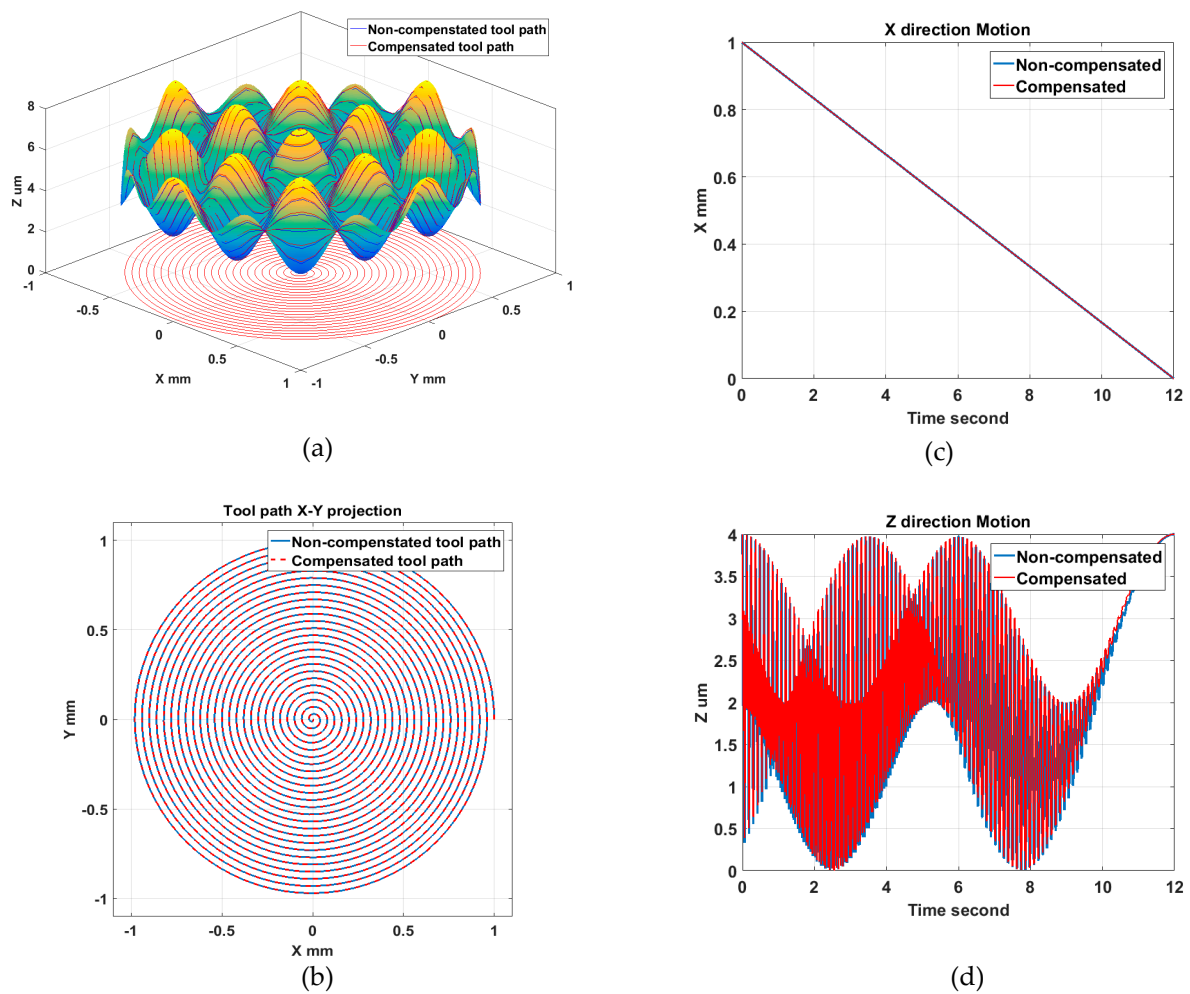 Non-compenstated tool path
Compensated tool path
8
6
4
2
0
Z um
-1
-0.5
0
0.5
1
X mm
-1
-0.5
0
0.5
1
Y mm
(a)
X direction Motion
Non-compensated
Compensated
1
0.8
0.6
0.4
0.2
0
X mm
0 2 4 6 8 10 12
Time second
(c)
Tool path X-Y projection
Non-compenstated tool path
Compensated tool path
1
0.5
0
-0.5
-1
Y mm
-1 -0.5 0 0.5 1
X mm
(b)
Z direction Motion
Non-compensated
Compensated
4
3.5
3
2.5
2
1.5
1
0.5
0
Z um
0 2 4 6 8 10 12
Time second
(d)